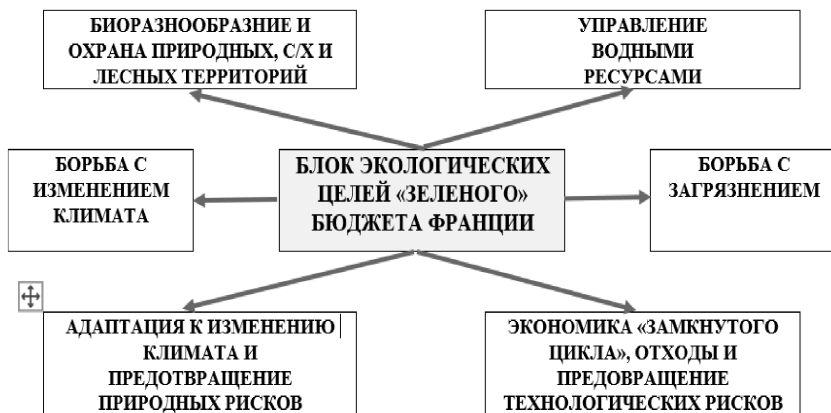 БИОРАЗНООБРАЗНИЕ И
ОХРАНА ПРИРОДНЫХ, С/Х И
ЛЕСНЫХ ТЕРРИТОРИЙ
УПРАВЛЕНИЕ
ВОДНЫМИ
РЕСУРСАМИ
БОРЬБА С
ИЗМЕНЕНИЕМ
КЛИМАТА
БЛОК ЭКОЛОГИЧЕСКИХ
ЦЕЛЕЙ «ЗЕЛЕНОГО»
БЮДЖЕТА ФРАНЦИИ
БОРЬБА С
ЗАГРЯЗНЕНИЕМ
АДАПТАЦИЯ К ИЗМЕНЕНИЮ
КЛИМАТА И
ПРЕДОТВРАЩЕНИЕ
ПРИРОДНЫХ РИСКОВ
ЭКОНОМИКА «ЗАМКНУТОГО
ЦИКЛА», ОТХОДЫ И
ПРЕДОВРАЩЕНИЕ
ТЕХНОЛОГИЧЕСКИХ РИСКОВ